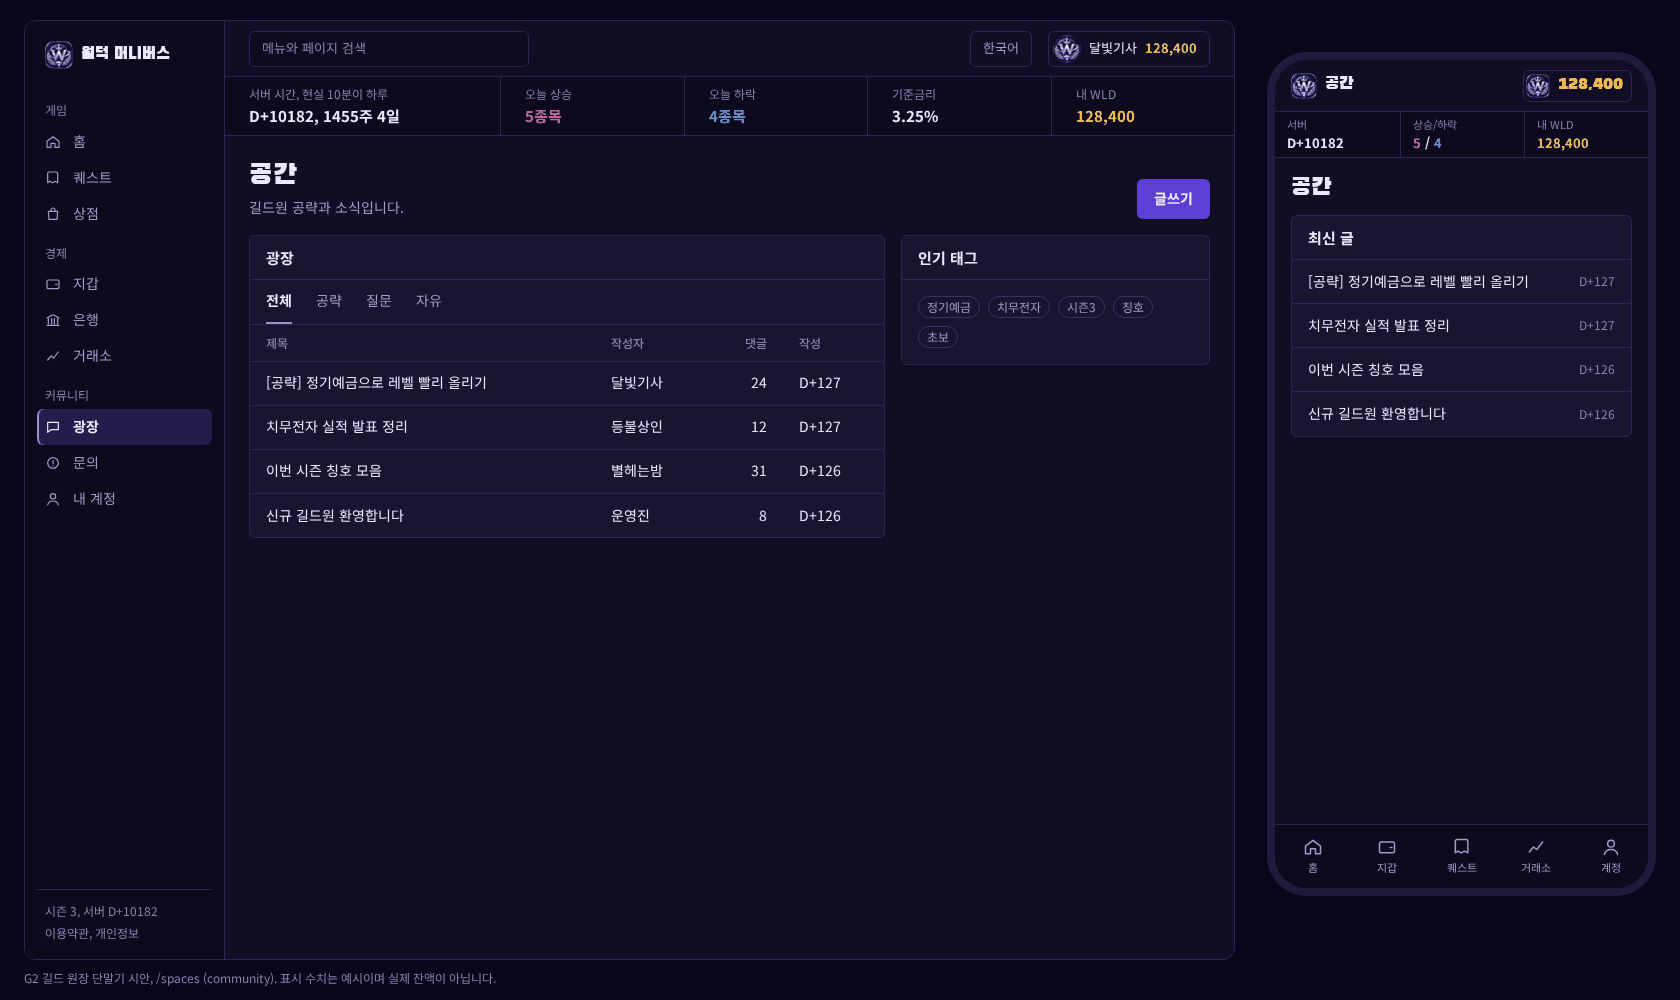 월덕 머니버스
게임
홈
퀘스트
상점
경제
지갑
은행
거래소
커뮤니티
광장
문의
내 계정
시즌 3, 서버 D+10182
이용약관, 개인정보
메뉴와 페이지 검색
한국어
달빛기사 128,400
서버 시간, 현실 10분이 하루
D+10182, 1455주 4일
오늘 상승
5종목
오늘 하락
4종목
기준금리
3.25%
내 WLD
128,400
공간
길드원 공략과 소식입니다.
글쓰기
광장
전체 공략 질문 자유
제목 작성자 댓글 작성
[공략] 정기예금으로 레벨 빨리 올리기 달빛기사 24 D+127
치무전자 실적 발표 정리 등불상인 12 D+127
이번 시즌 칭호 모음 별헤는밤 31 D+126
신규 길드원 환영합니다 운영진 8 D+126
인기 태그
정기예금 치무전자 시즌3 칭호
초보
공간
128,400
서버
D+10182
상승/하락
5 / 4
내 WLD
128,400
공간
최신 글
[공략] 정기예금으로 레벨 빨리 올리기 D+127
치무전자 실적 발표 정리 D+127
이번 시즌 칭호 모음 D+126
신규 길드원 환영합니다 D+126
홈 지갑 퀘스트 거래소 계정
G2 길드 원장 단말기 시안, /spaces (community). 표시 수치는 예시이며 실제 잔액이 아닙니다.